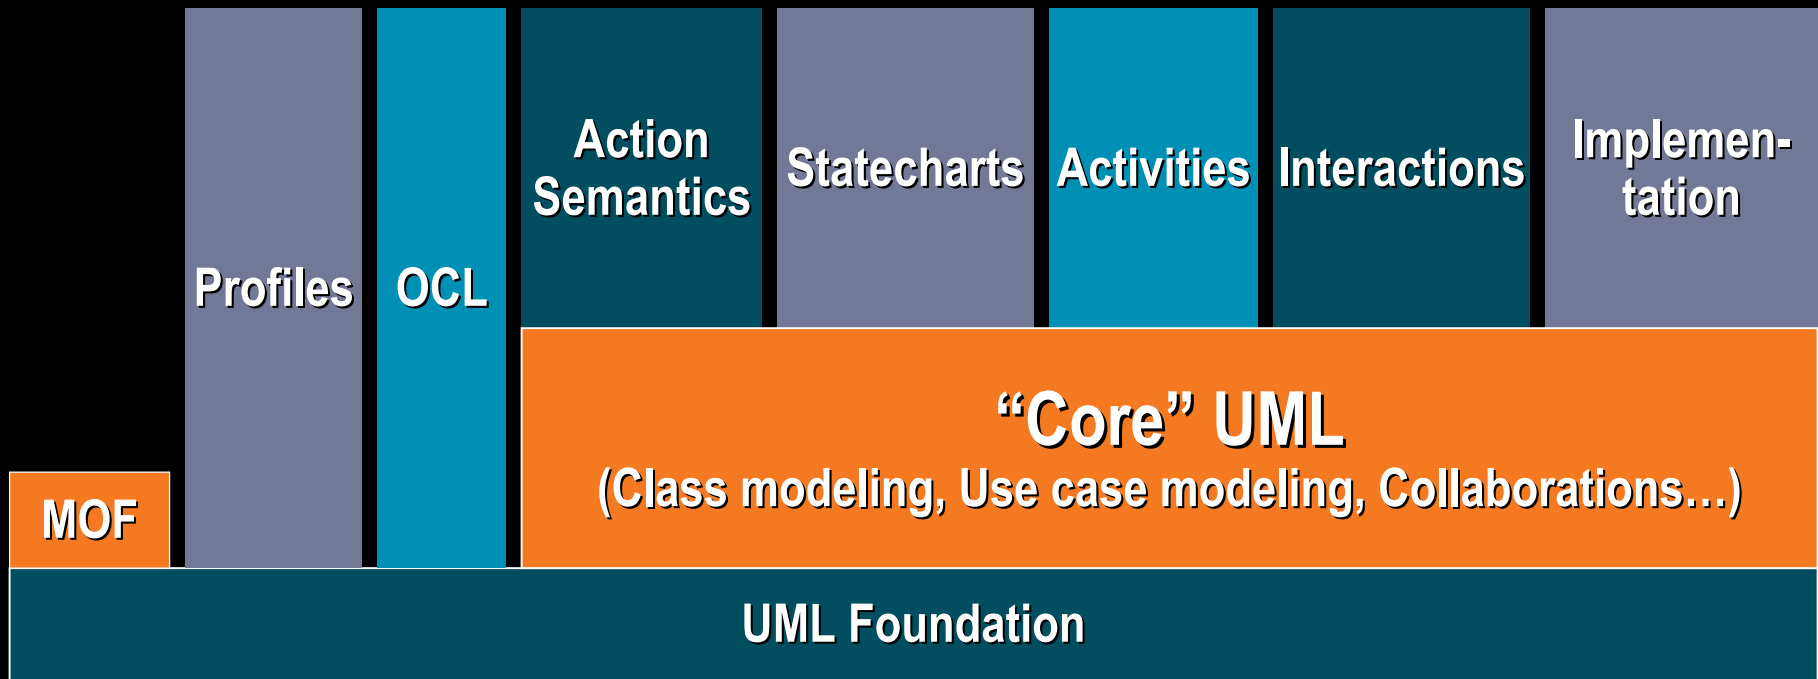 Action
Semantics
Statecharts
Activities
Interactions
Implemen-
tation
Profiles
OCL
“Core” UML
(Class modeling, Use case modeling, Collaborations…)
MOF
UML Foundation